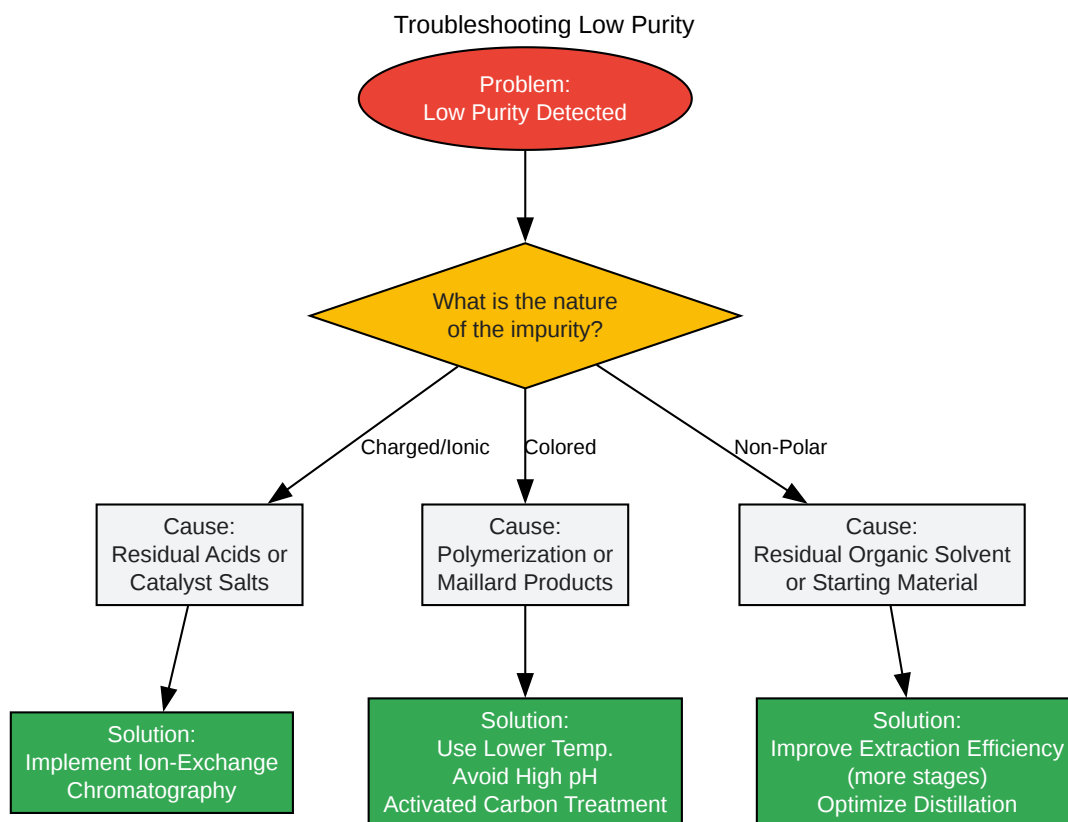 Troubleshooting Low Purity
Problem:
Low Purity Detected
What is the nature
of the impurity?
Charged/Ionic
Colored
Non-Polar
Cause:
Residual Acids or
Catalyst Salts
Cause:
Polymerization or
Maillard Products
Cause:
Residual Organic Solvent
or Starting Material
Solution:
Implement Ion-Exchange
Chromatography
Solution:
Use Lower Temp.
Avoid High pH
Activated Carbon Treatment
Solution:
Improve Extraction Efficiency
(more stages)
Optimize Distillation